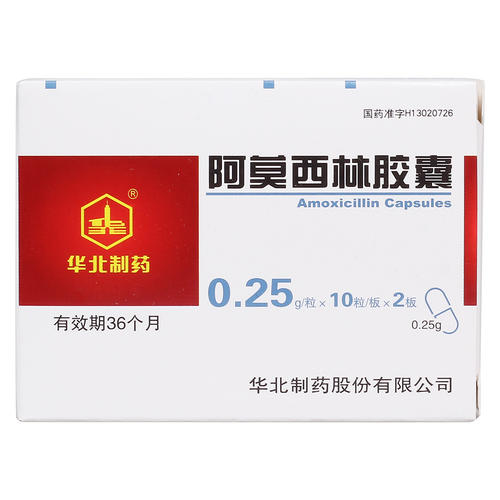 国药准字H13020726
阿莫西林胶囊
Amoxicillin Capsules
®
华北制药
0.25g/粒×10粒/板×2板
0.25g
有效期36个月
华北制药股份有限公司